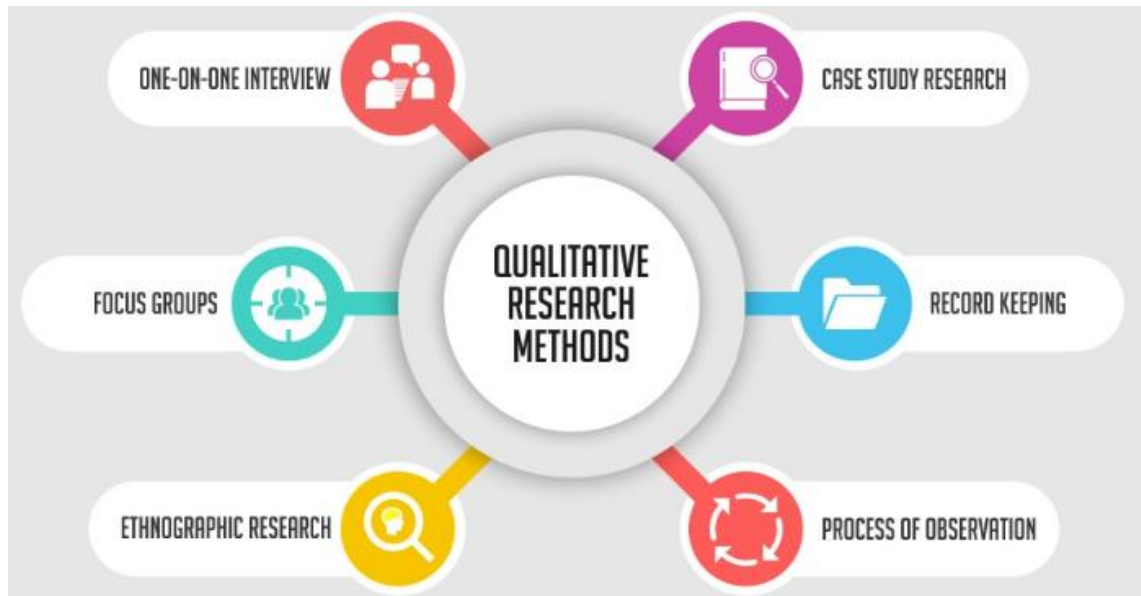 ONE-ON-ONE INTERVIEW
CASE STUDY RESEARCH
QUALITATIVE
RESEARCH
METHODS
FOCUS GROUPS
RECORD KEEPING
ETHNOGRAPHIC RESEARCH
PROCESS OF OBSERVATION